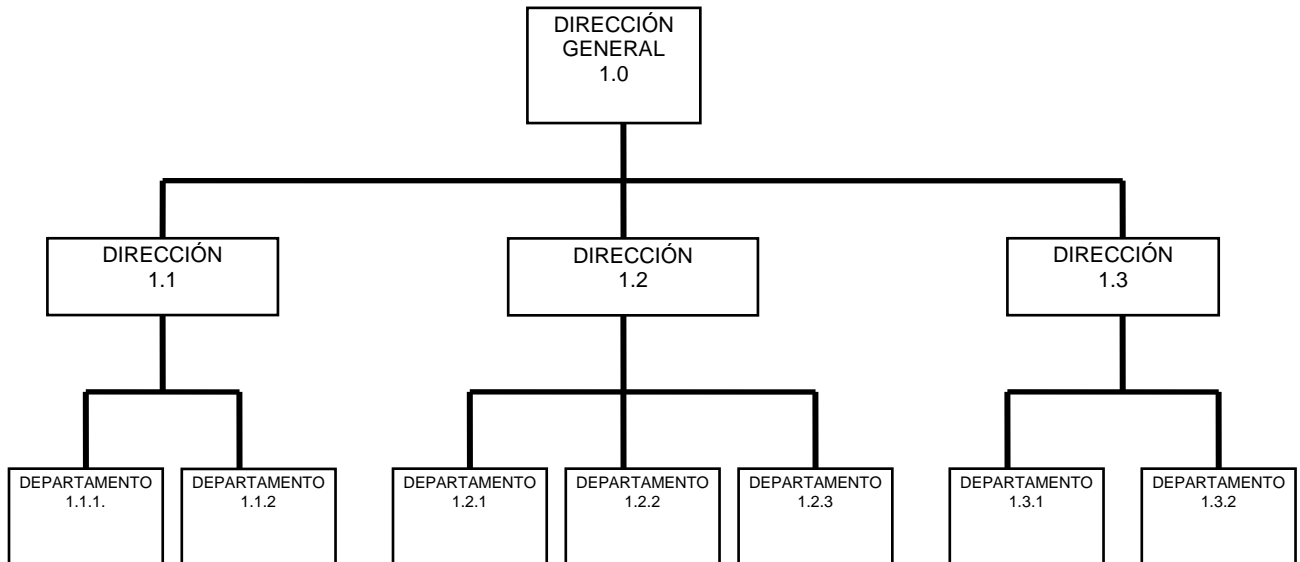 DIRECCIÓN
GENERAL
1.0
DIRECCIÓN
1.1
DIRECCIÓN
1.2
DIRECCIÓN
1.3
DEPARTAMENTO
1.1.1.
DEPARTAMENTO
1.1.2
DEPARTAMENTO
1.2.1
DEPARTAMENTO
1.2.2
DEPARTAMENTO
1.2.3
DEPARTAMENTO
1.3.1
DEPARTAMENTO
1.3.2